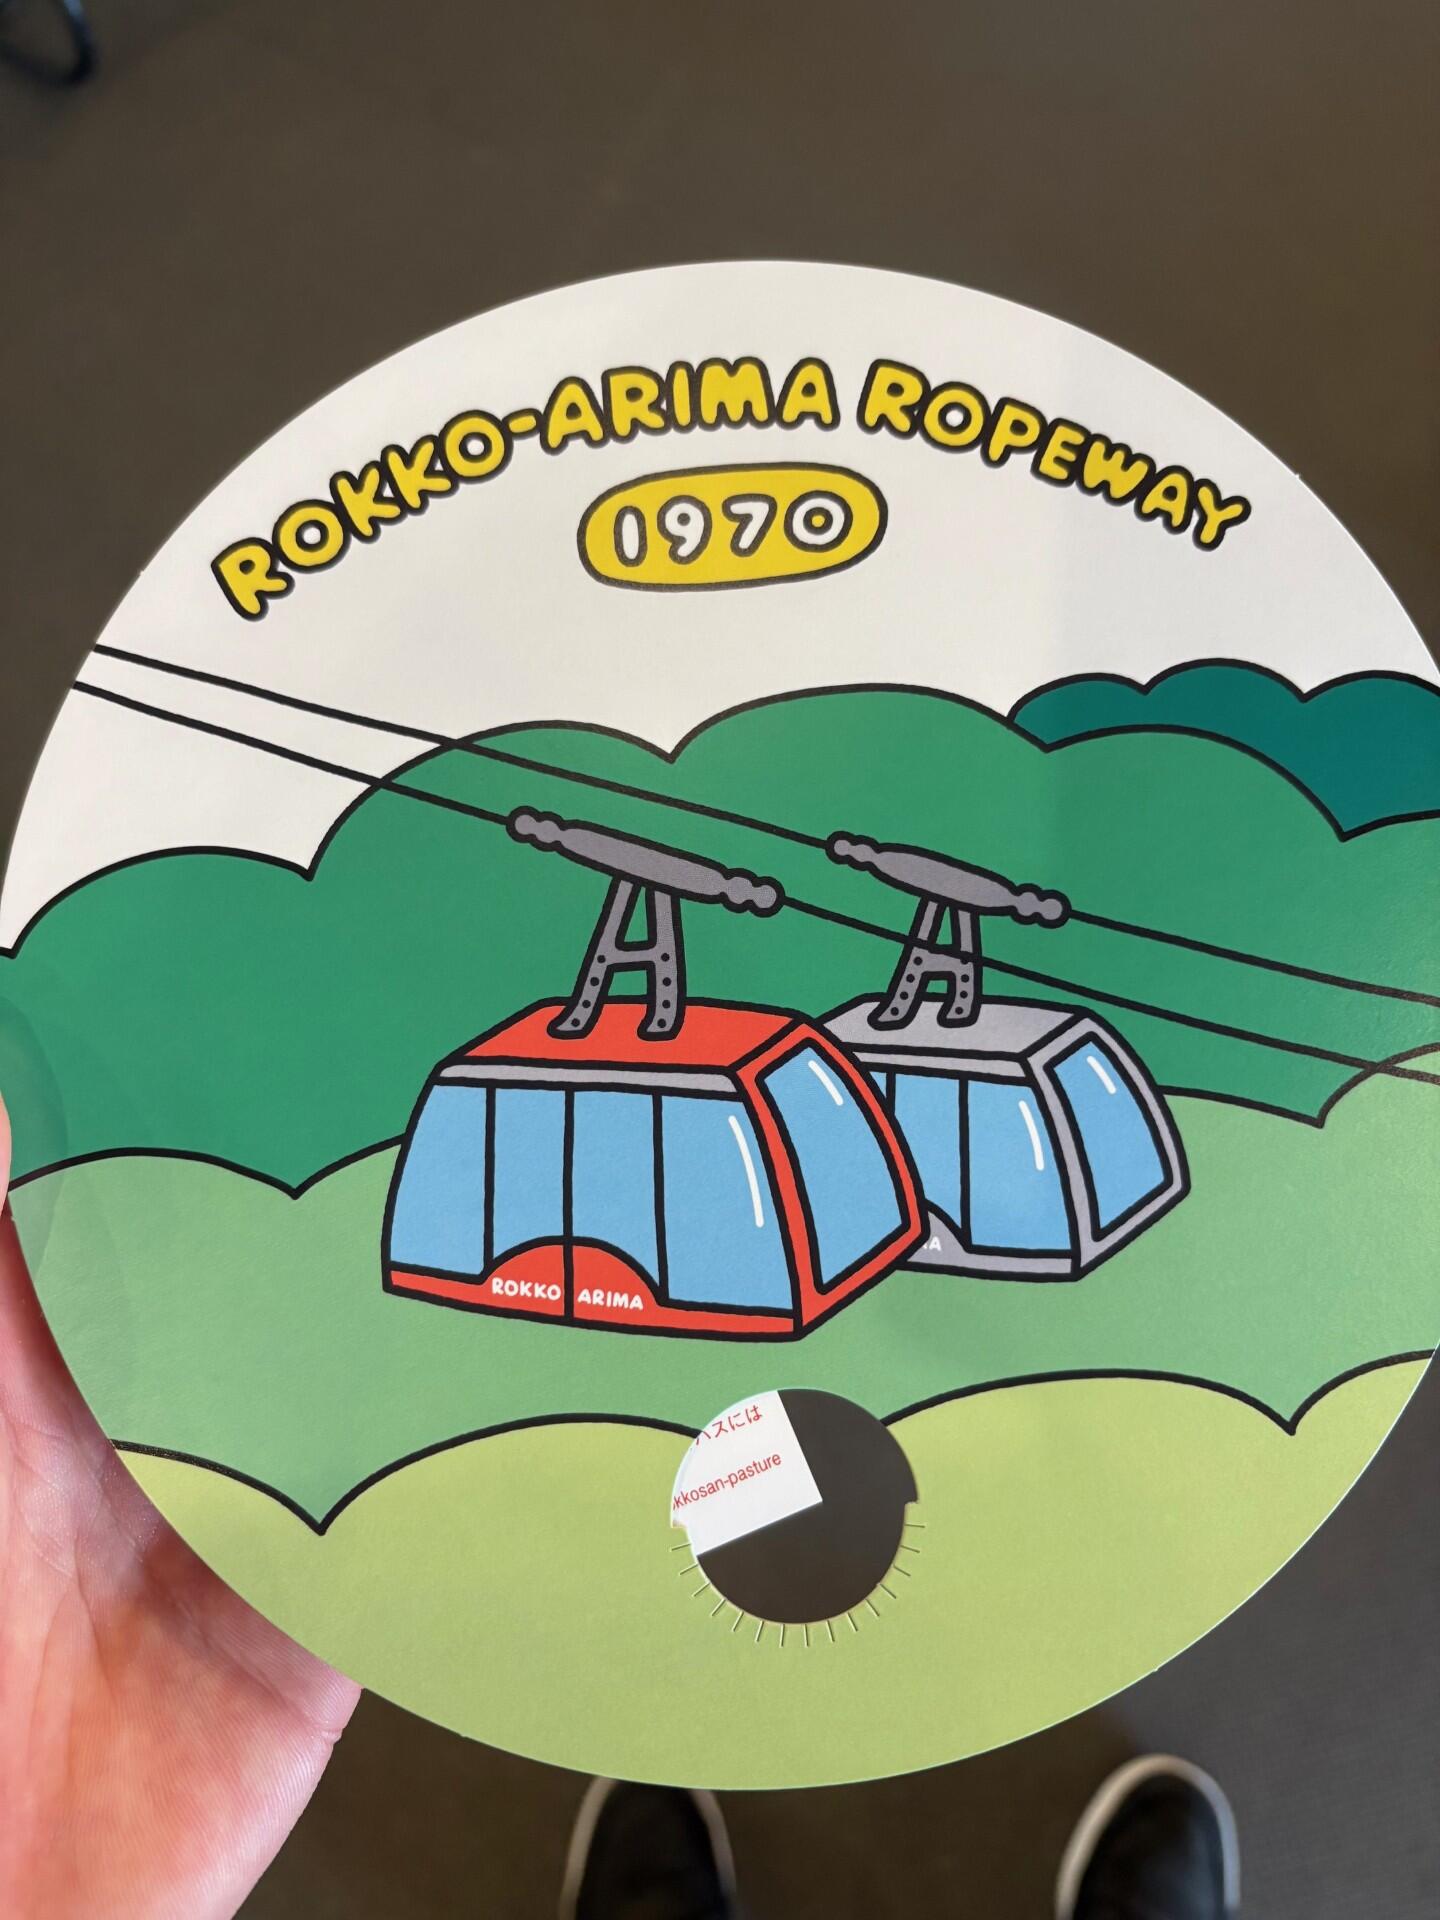 ROKKO-ARIMA ROPEWAY
1970
ROKKO ARIMA
スには
kkosan-pasture